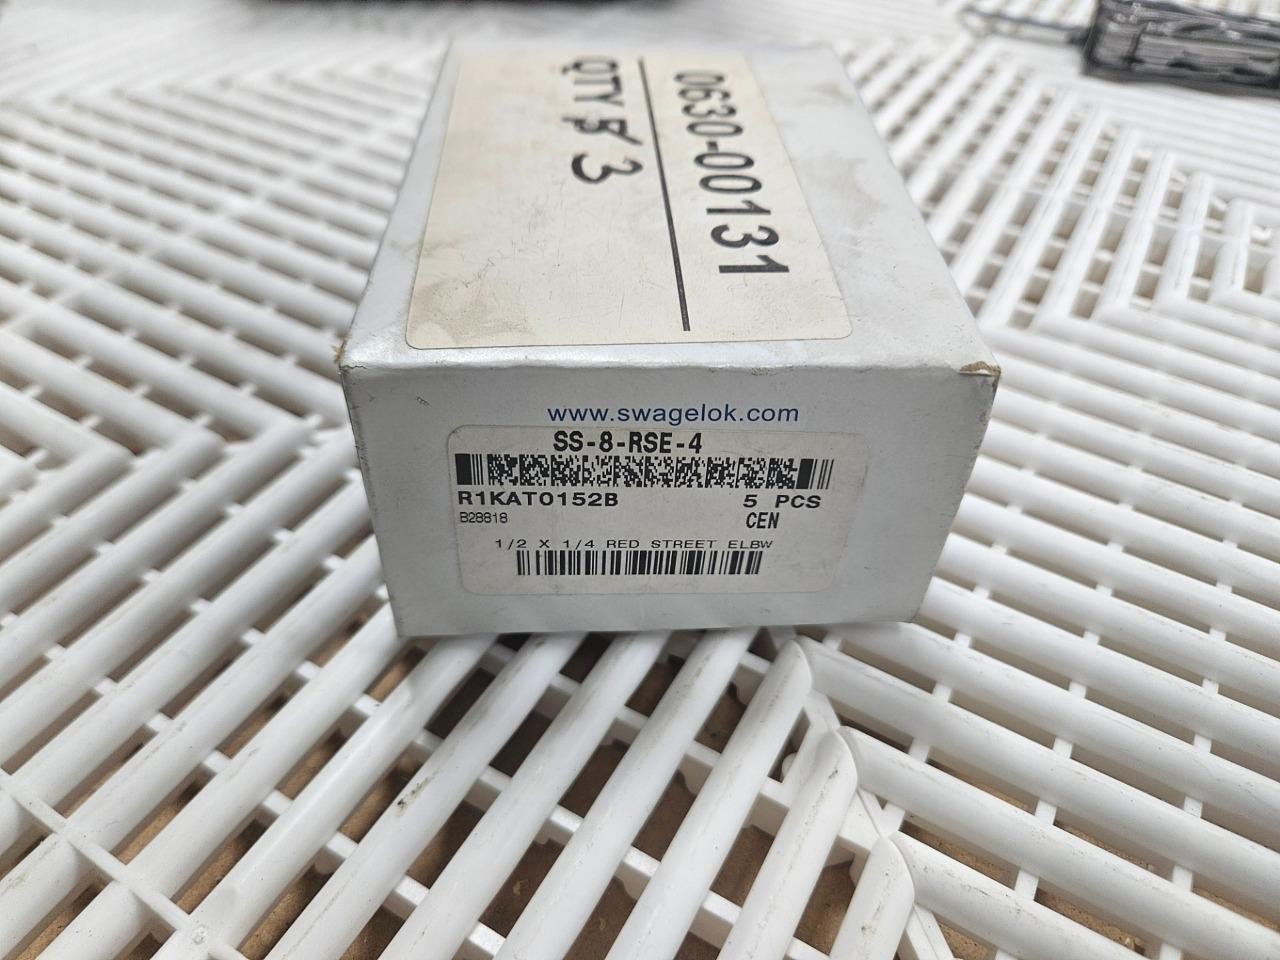 0630-00131
QTY 5 3
www.swagelok.com
SS-8-RSE-4
R1KAT0152B 5 PCS
B28818 CEN
1/2 X 1/4 RED STREET ELBW